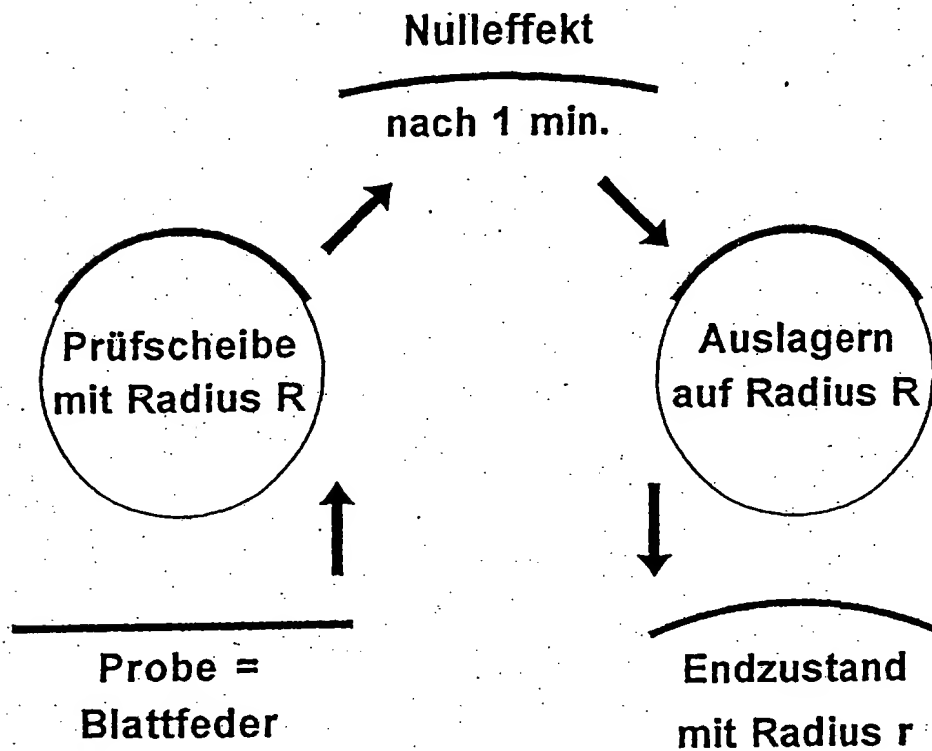 Nulleffekt
nach 1 min.
Prüfscheibe
mit Radius R
Auslagern
auf Radius R
Probe =
Blattfeder
Endzustand
mit Radius r